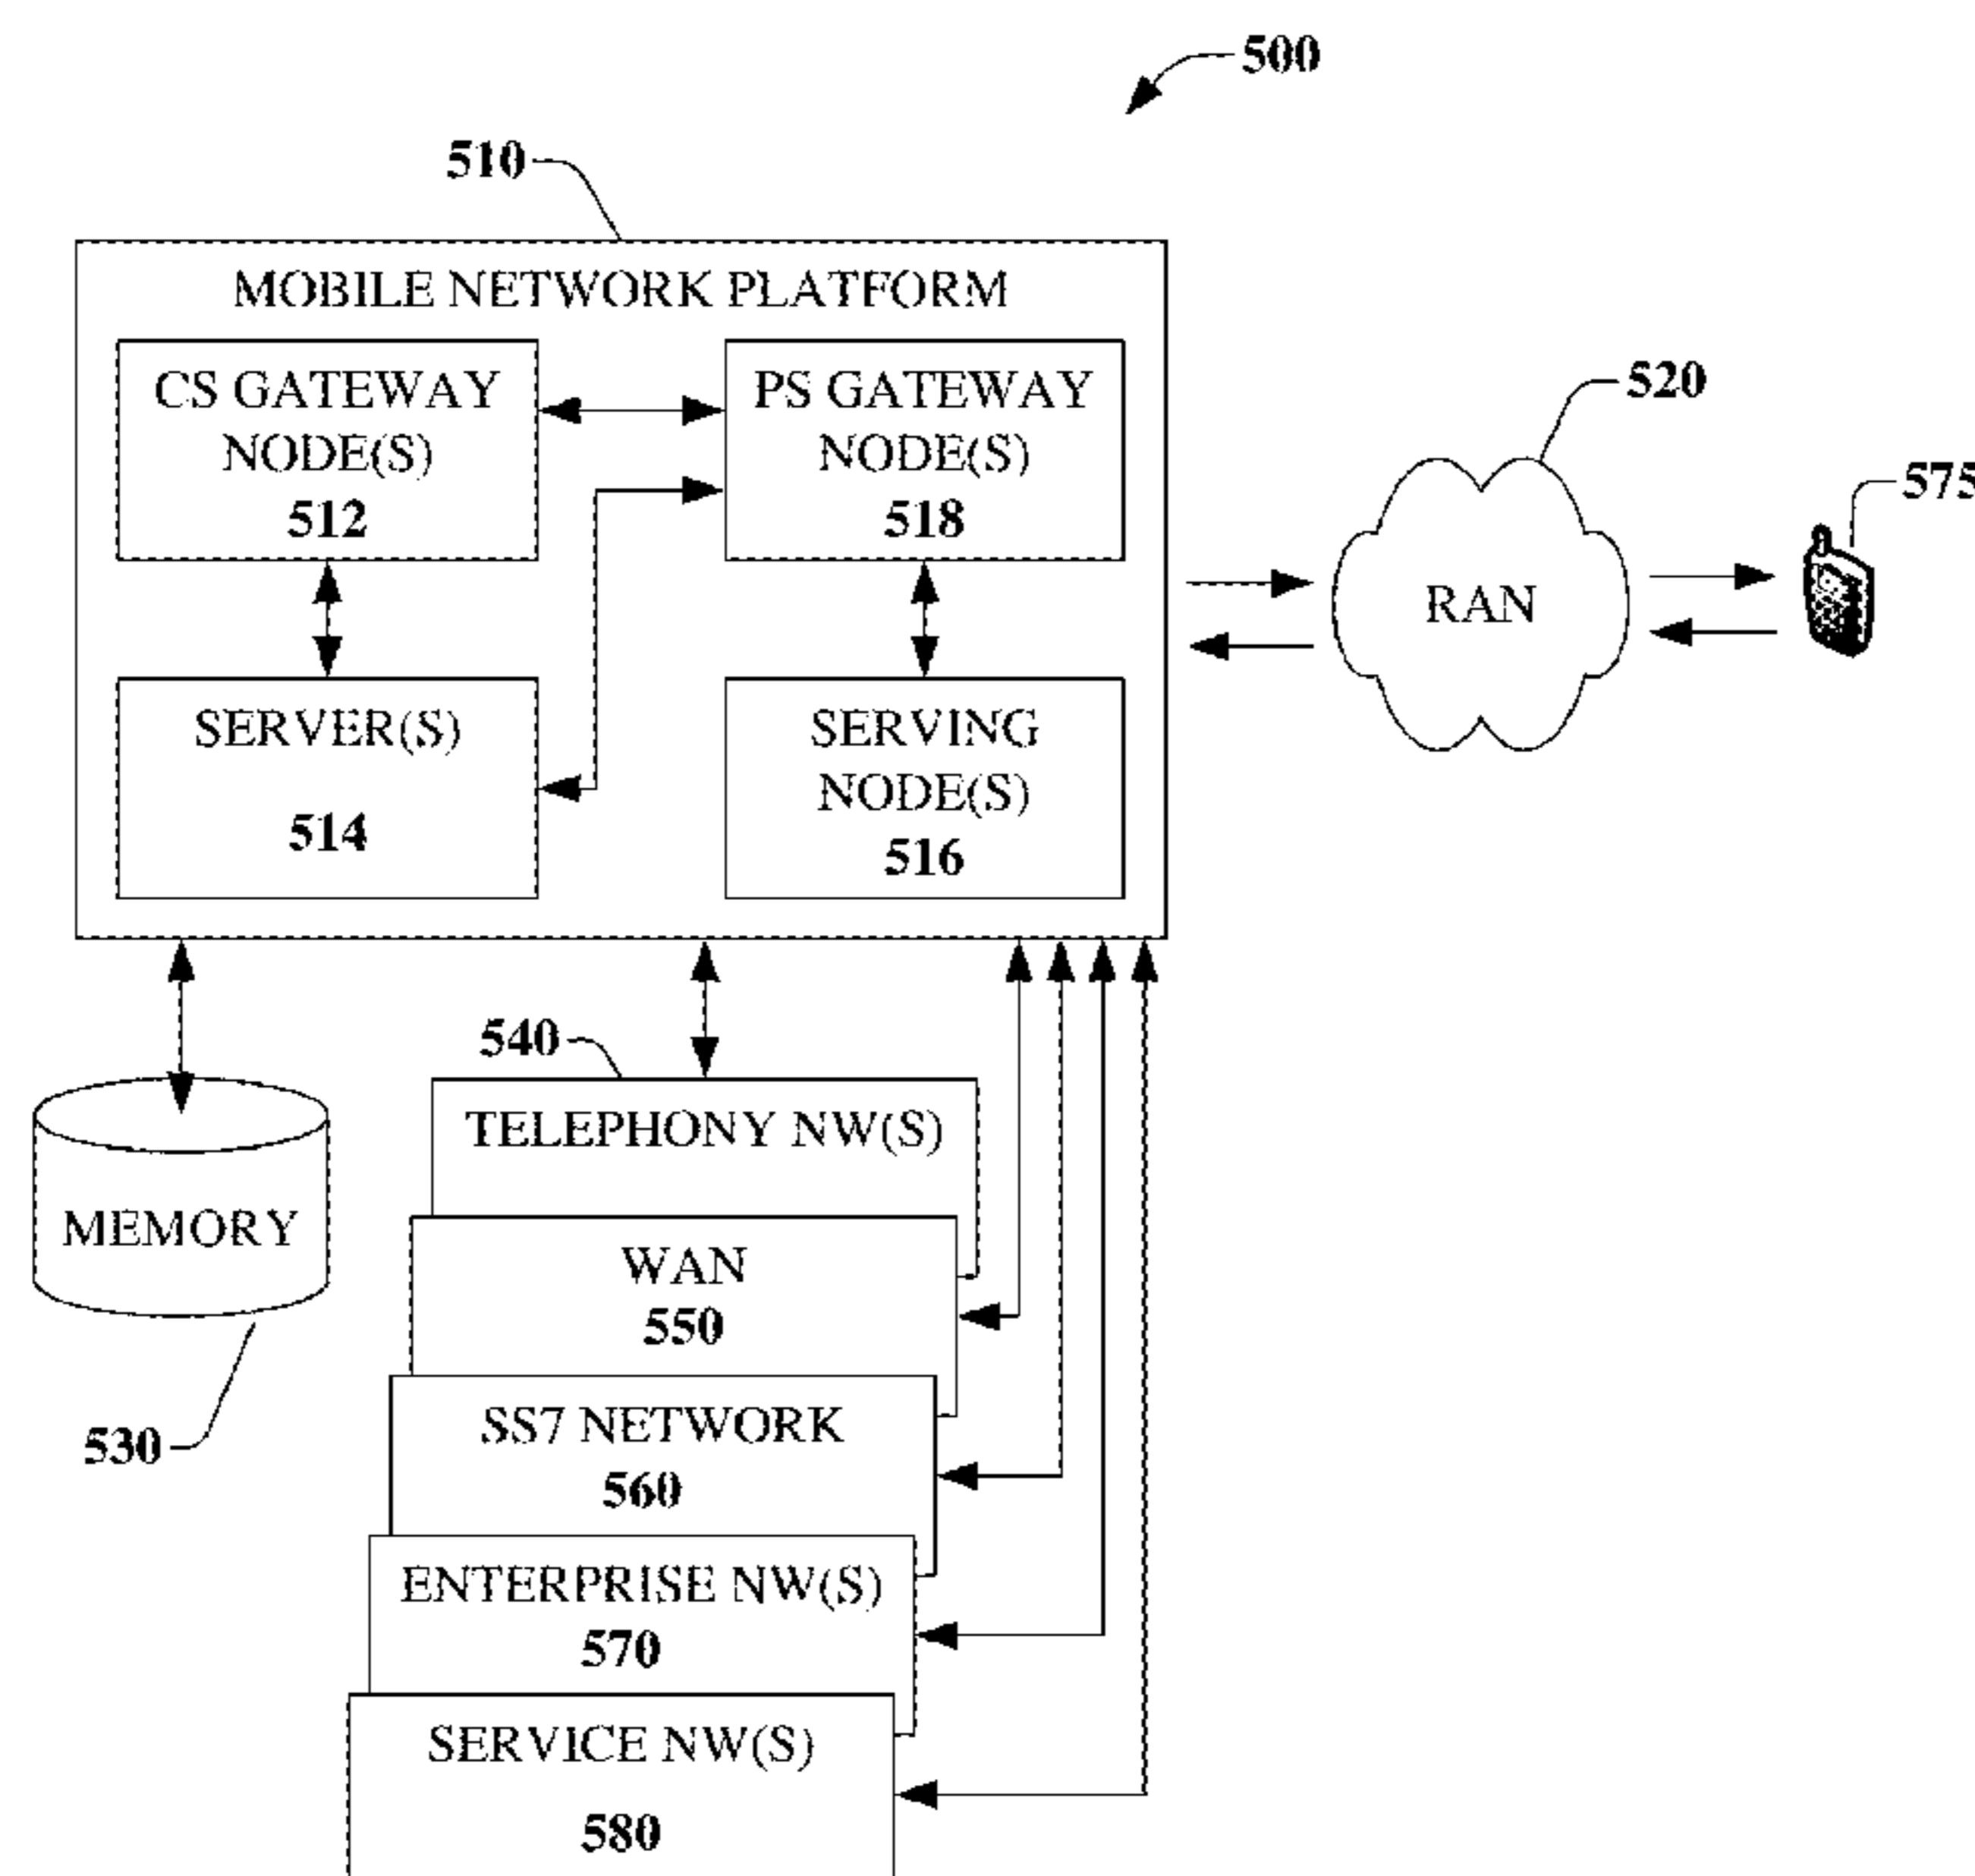 500
510
MOBILE NETWORK PLATFORM
CS GATEWAY
NODE(S)
512
PS GATEWAY
NODE(S)
518
SERVER(S)
514
SERVING
NODE(S)
516
520
RAN
575
540
TELEPHONY NW(S)
MEMORY
530
WAN
550
SS7 NETWORK
560
ENTERPRISE NW(S)
570
SERVICE NW(S)
580